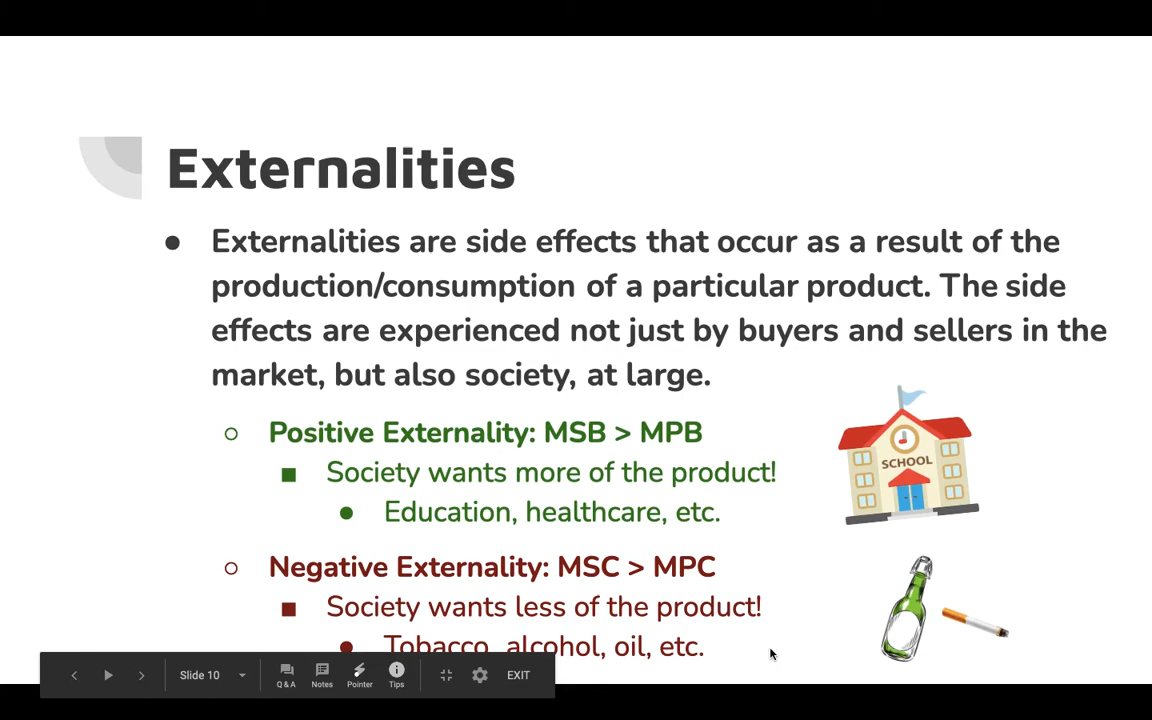 Externalities
● Externalities are side effects that occur as a result of the
production/consumption of a particular product. The side
effects are experienced not just by buyers and sellers in the
market, but also society, at large.
○ Positive Externality: MSB > MPB
■ Society wants more of the product!
● Education, healthcare, etc.
SCHOOL
○ Negative Externality: MSC > MPC
■ Society wants less of the product!
● Tobacco, alcohol, oil, etc.
Slide 10
Q & A
Notes
Pointer
Tips
EXIT